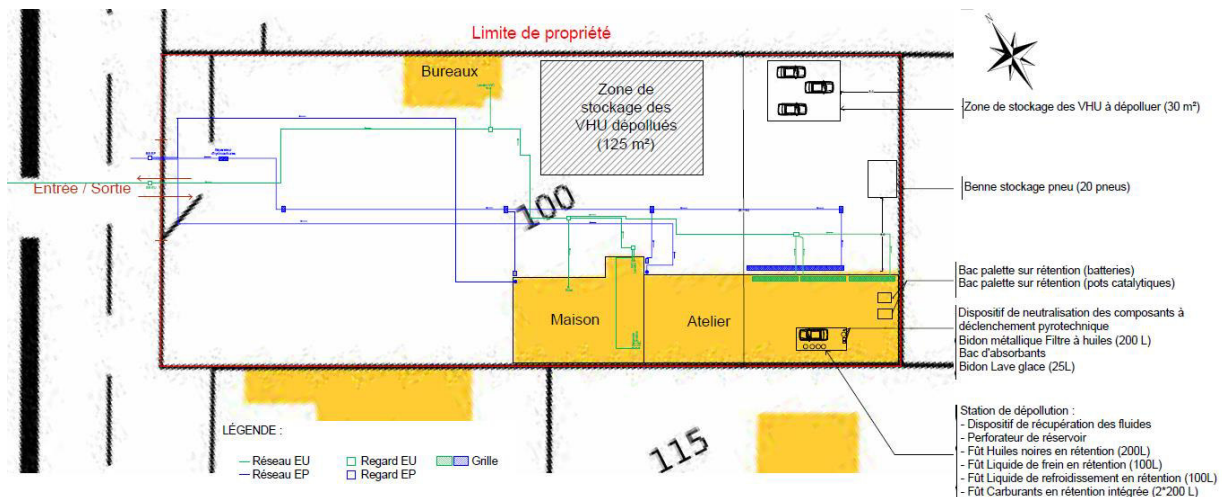 Limite de propriété
N
Bureaux
Zone de
stockage des
VHU dépollués
(125 m²)
Zone de stockage des VHU à dépolluer (30 m²)
Entrée / Sortie
Benne stockage pneu (20 pneus)
100
Bac palette sur rétention (batteries)
Bac palette sur rétention (pots catalytiques)
Maison
Atelier
Dispositif de neutralisation des composants à
déclenchement pyrotechnique
Bidon métallique Filtre à huiles (200 L)
Bac d'absorbants
Bidon Lave glace (25L)
Station de dépollution :
- Dispositif de récupération des fluides
- Perforateur de réservoir
- Fût Huiles noires en rétention (200L)
- Fût Liquide de frein en rétention (100L)
- Fût Liquide de refroidissement en rétention (100L)
- Fût Carburants en rétention intégrée (2*200 L)
115
LÉGENDE :
Réseau EU
Regard EU
Grille
Réseau EP
Regard EP